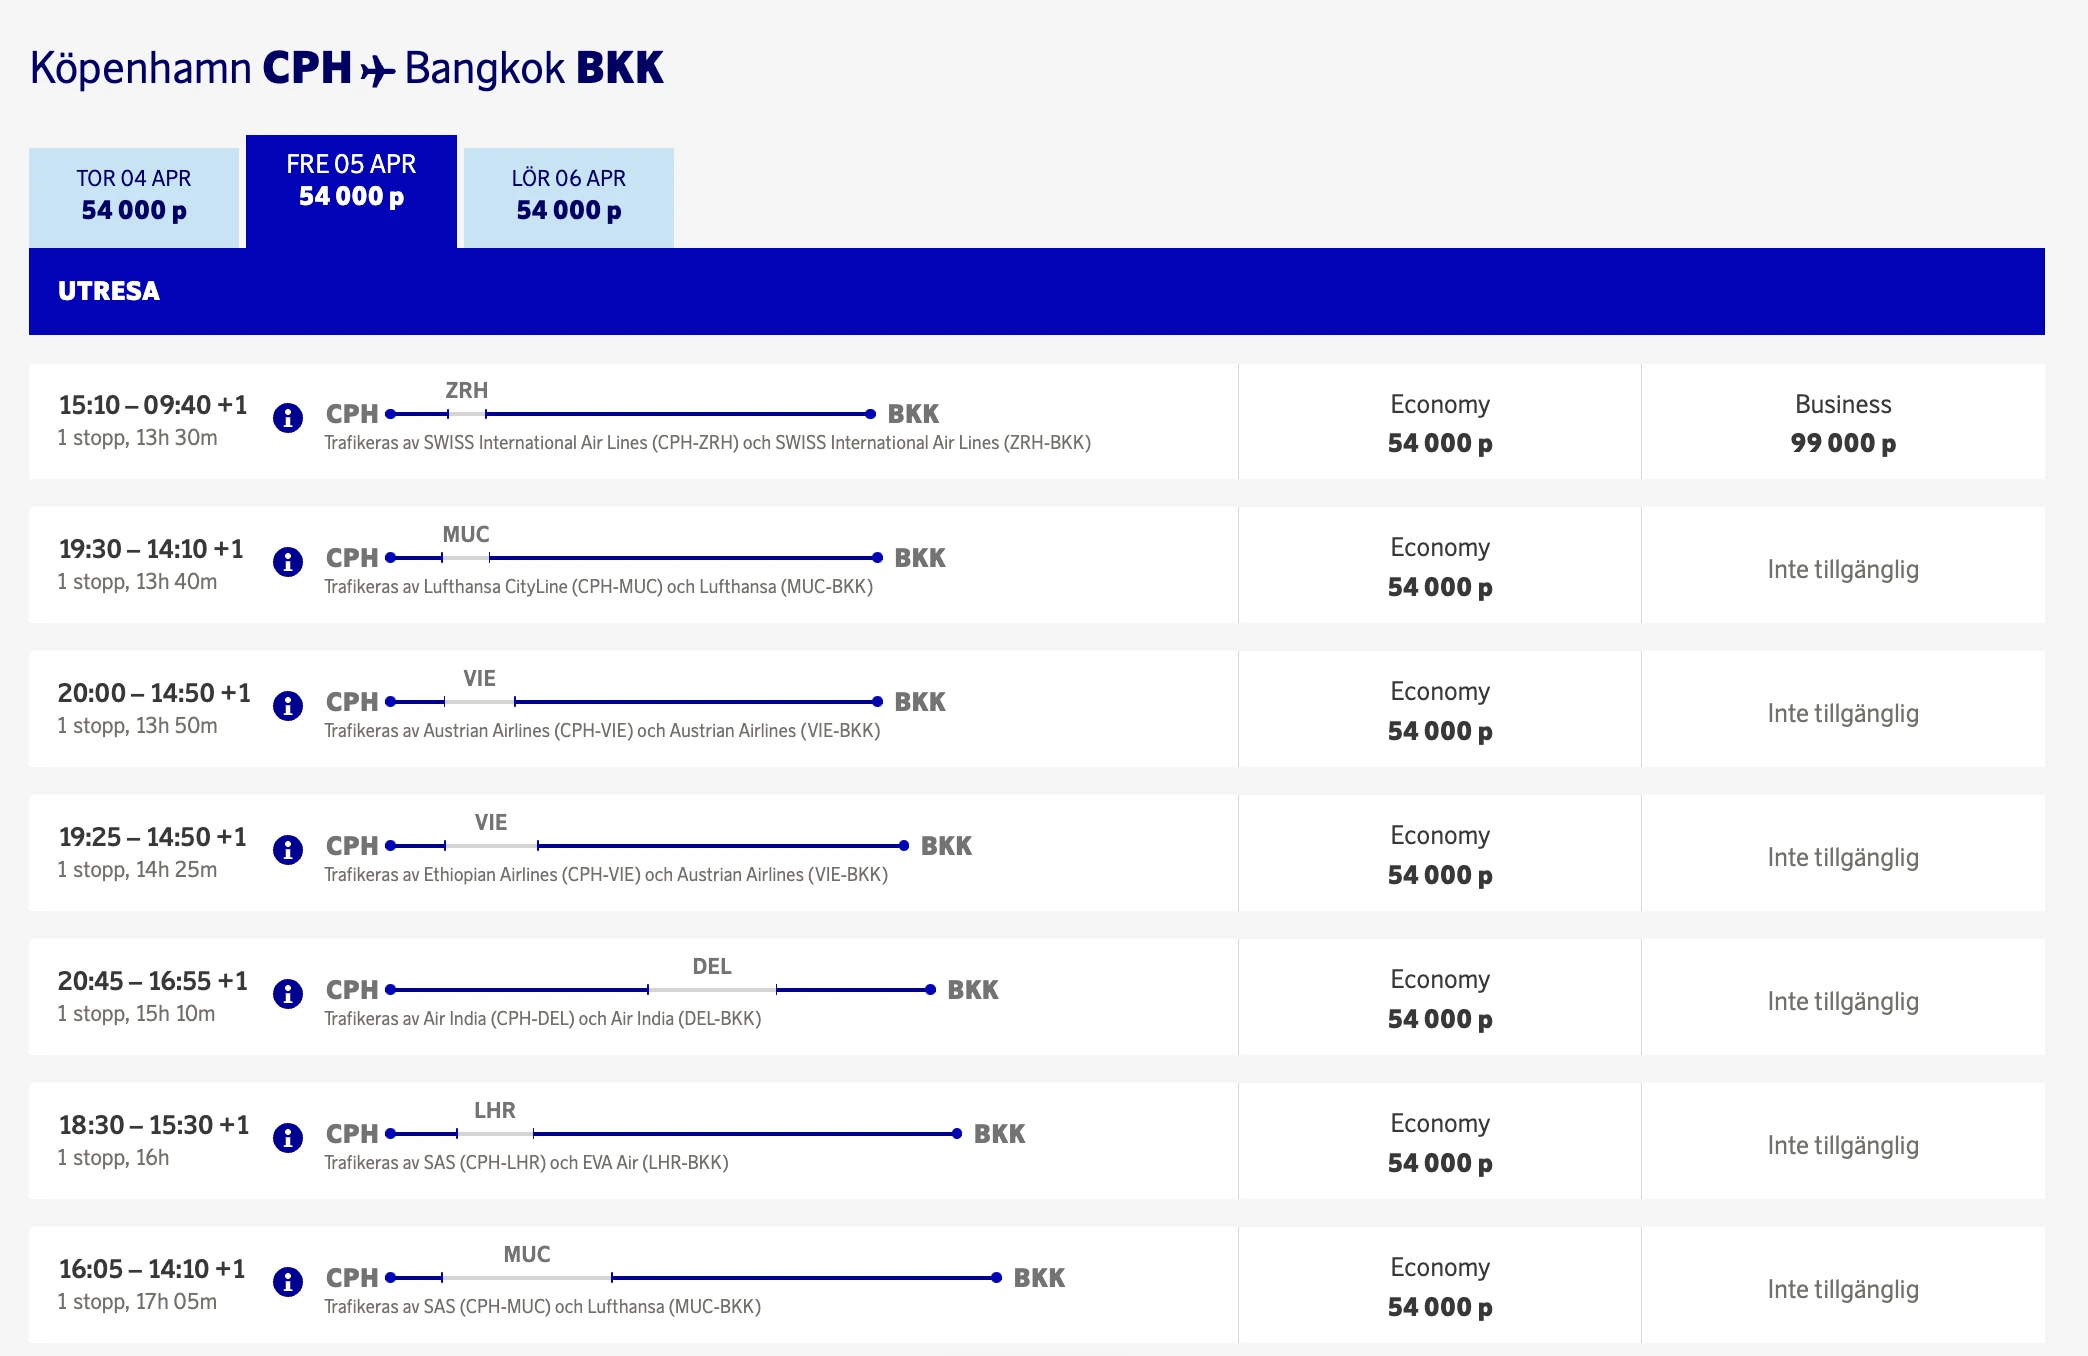 Köpenhamn CPH Bangkok BKK
TOR 04 APR
54 000 p
FRE 05 APR
54 000 p
LÖR 06 APR
54 000 p
UTRESA
15:10 – 09:40 +1
1 stopp, 13h 30m
ZRH
CPH BKK
Trafikeras av SWISS International Air Lines (CPH-ZRH) och SWISS International Air Lines (ZRH-BKK)
Economy
54 000 p
Business
99 000 p
19:30 – 14:10 +1
1 stopp, 13h 40m
MUC
CPH BKK
Trafikeras av Lufthansa CityLine (CPH-MUC) och Lufthansa (MUC-BKK)
Economy
54 000 p
Inte tillgänglig
20:00 – 14:50 +1
1 stopp, 13h 50m
VIE
CPH BKK
Trafikeras av Austrian Airlines (CPH-VIE) och Austrian Airlines (VIE-BKK)
Economy
54 000 p
Inte tillgänglig
19:25 – 14:50 +1
1 stopp, 14h 25m
VIE
CPH BKK
Trafikeras av Ethiopian Airlines (CPH-VIE) och Austrian Airlines (VIE-BKK)
Economy
54 000 p
Inte tillgänglig
20:45 – 16:55 +1
1 stopp, 15h 10m
DEL
CPH BKK
Trafikeras av Air India (CPH-DEL) och Air India (DEL-BKK)
Economy
54 000 p
Inte tillgänglig
18:30 – 15:30 +1
1 stopp, 16h
LHR
CPH BKK
Trafikeras av SAS (CPH-LHR) och EVA Air (LHR-BKK)
Economy
54 000 p
Inte tillgänglig
16:05 – 14:10 +1
1 stopp, 17h 05m
MUC
CPH BKK
Trafikeras av SAS (CPH-MUC) och Lufthansa (MUC-BKK)
Economy
54 000 p
Inte tillgänglig